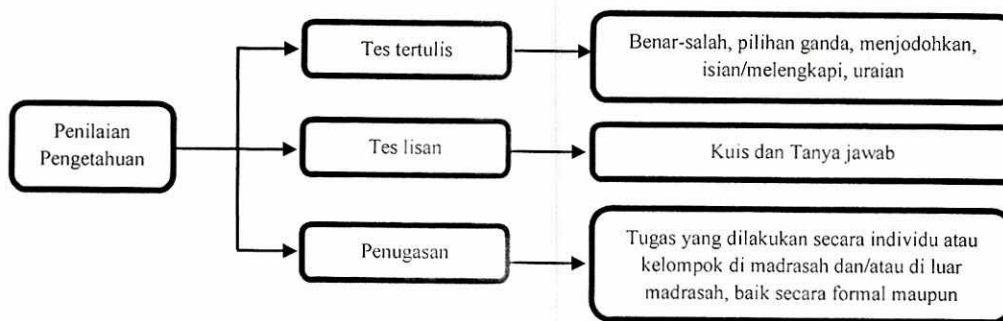 Penilaian
Pengetahuan
Tes tertulis
Benar-salah, pilihan ganda, menjodohkan,
isian/melengkapi, uraian
Tes lisan
Kuis dan Tanya jawab
Penugasan
Tugas yang dilakukan secara individu atau
kelompok di madrasah dan/atau di luar
madrasah, baik secara formal maupun